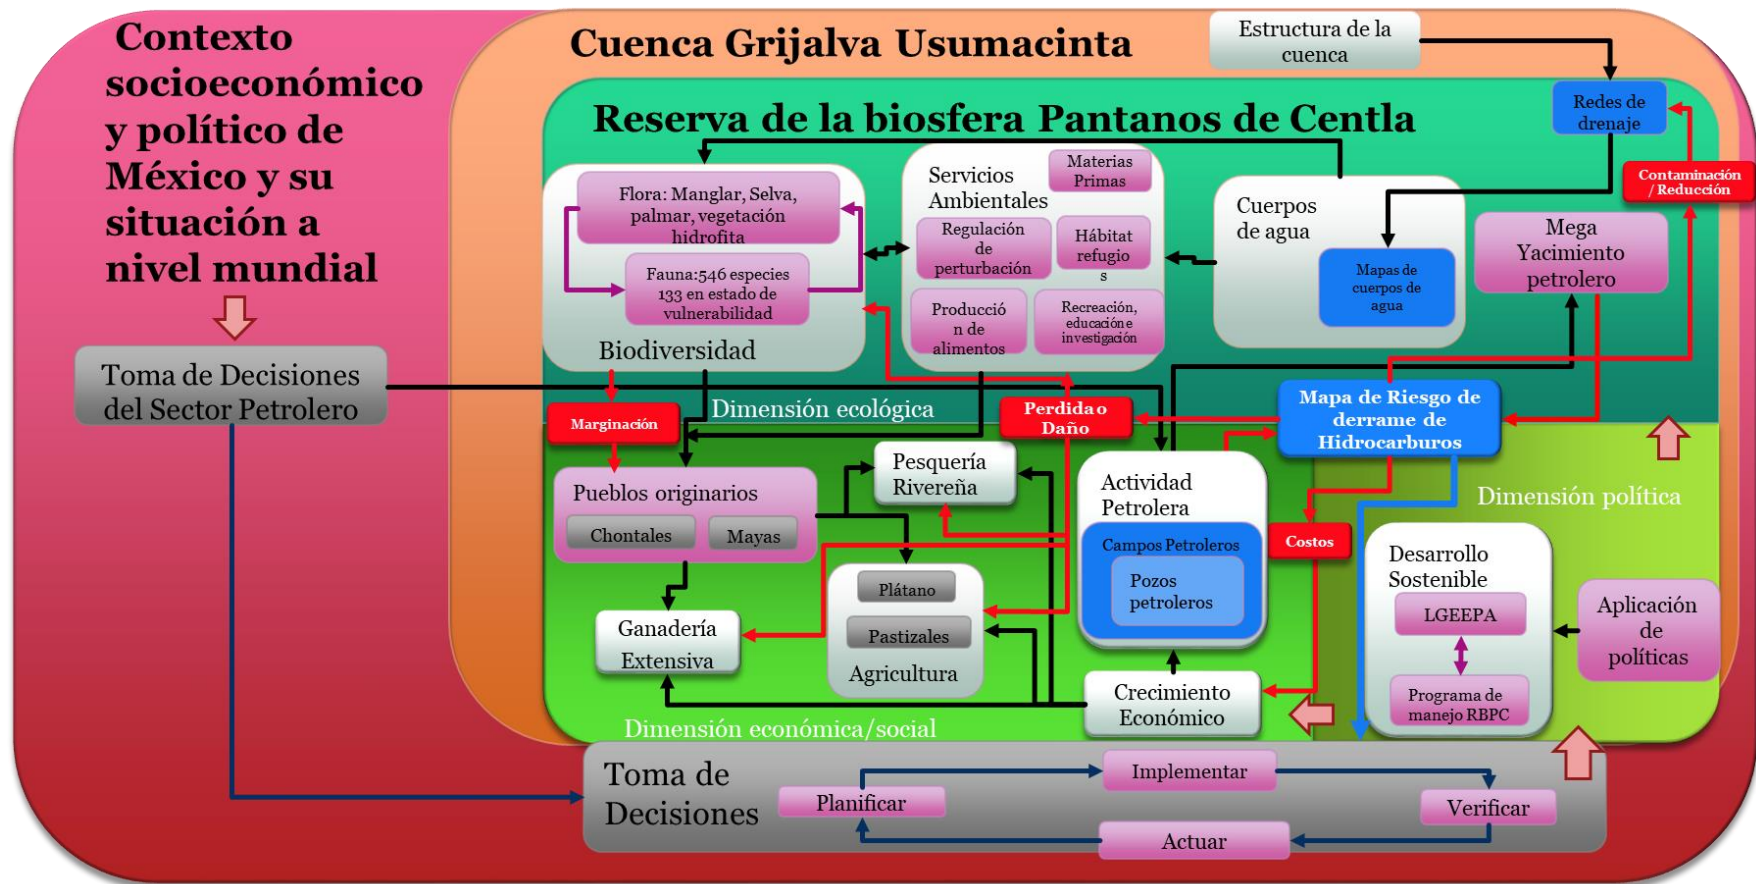 Contexto
socioeconómico
y político de
México y su
situación a
nivel mundial
Toma de Decisiones
del Sector Petrolero
Cuenca Grijalva Usumacinta
Estructura de la
cuenca
Reserva de la biosfera Pantanos de Centla
Redes de
drenaje
Contaminación
/ Reducción
Flora: Manglar, Selva,
palmar, vegetación
hidrofita
Fauna:546 especies
133 en estado de
vulnerabilidad
Biodiversidad
Servicios
Ambientales
Materias
Primas
Regulación
de
perturbación
Hábitat
refugio
s
Producció
n de
alimentos
Recreación,
educación e
investigación
Cuerpos
de agua
Mapas de
cuerpos de
agua
Mega
Yacimiento
petrolero
Dimensión ecológica
Marginación
Perdida o
Daño
Mapa de Riesgo de
derrame de
Hidrocarburos
Pueblos originarios
Chontales
Mayas
Pesquería
Rivereña
Actividad
Petrolera
Campos Petroleros
Pozos
petroleros
Costos
Dimensión política
Desarrollo
Sostenible
LGEEPA
Programa de
manejo RBPC
Aplicación
de
políticas
Ganadería
Extensiva
Plátano
Pastizales
Agricultura
Crecimiento
Económico
Dimensión económica/social
Toma de
Decisiones
Planificar
Implementar
Verificar
Actuar